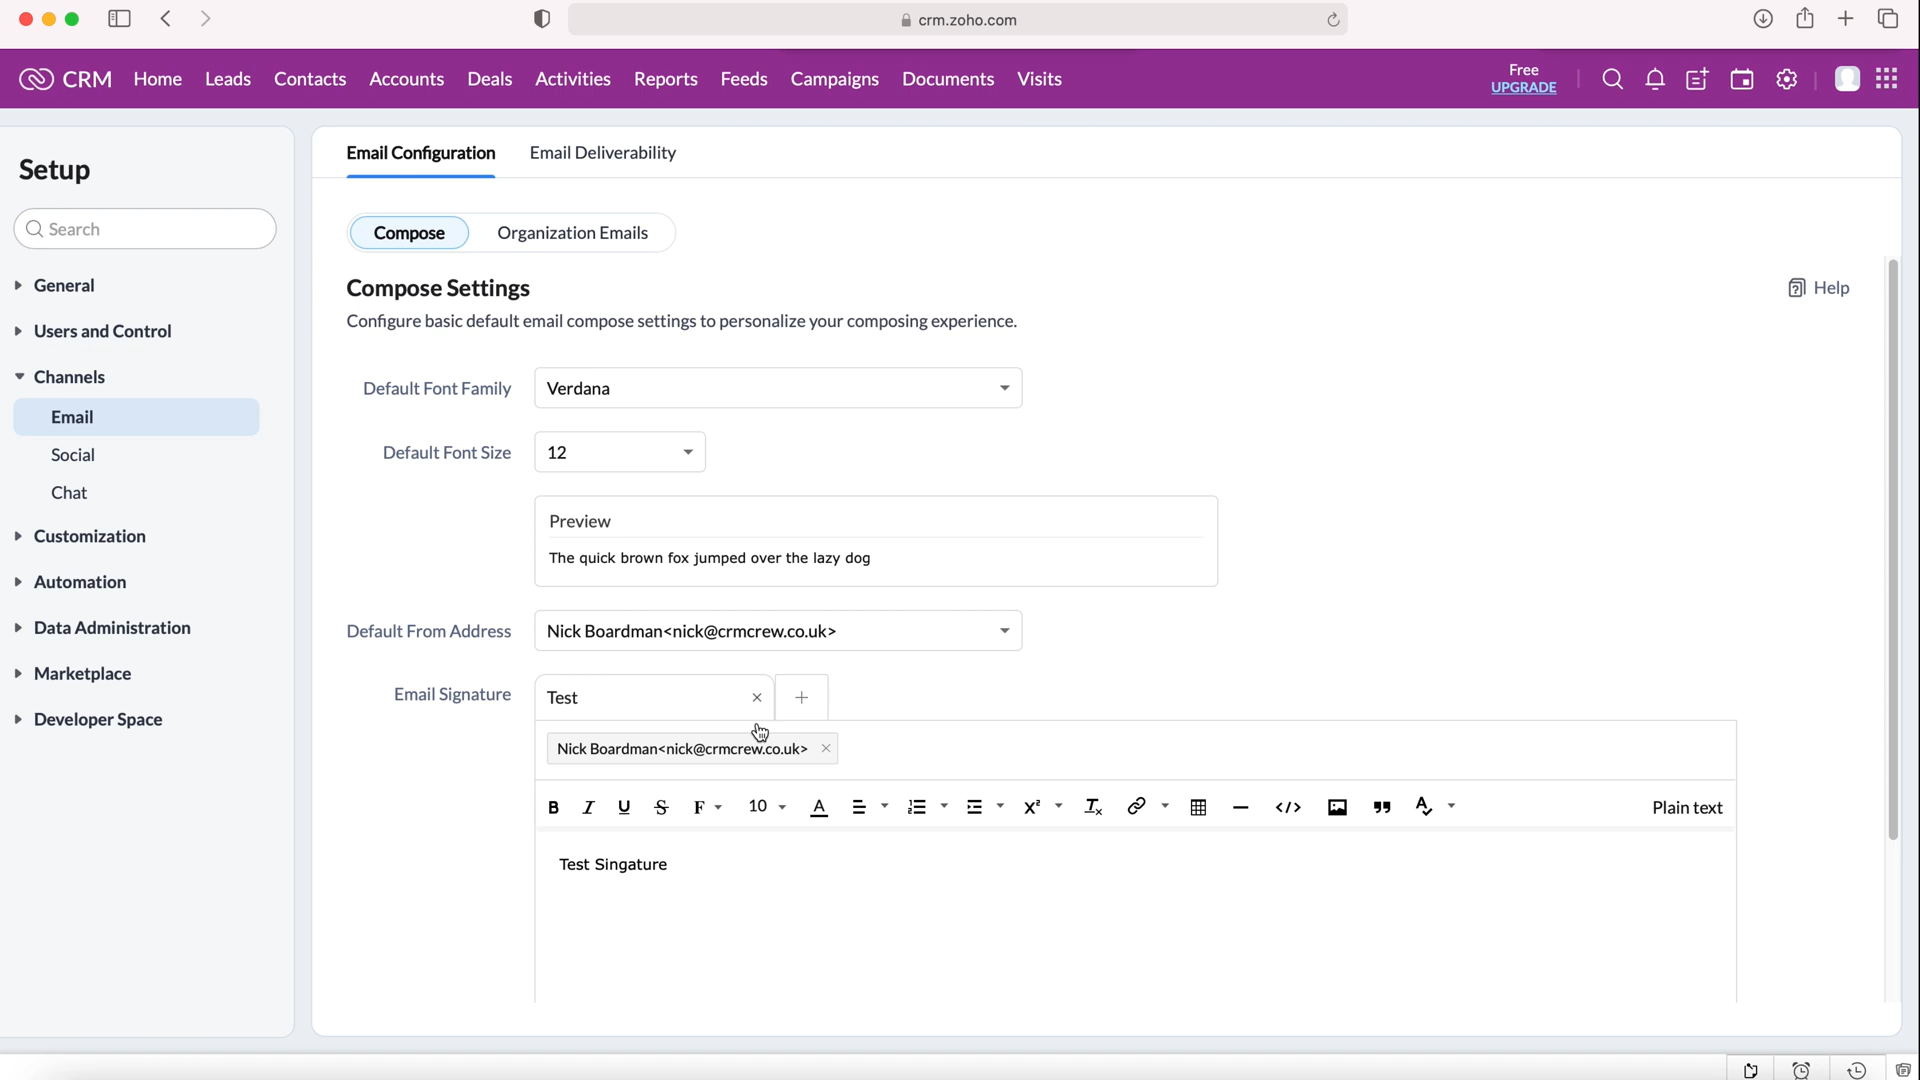 crm.zoho.com
CRM Home Leads Contacts Accounts Deals Activities Reports Feeds Campaigns Documents Visits
Free
UPGRADE
Setup
Search
General
Users and Control
Channels
Email
Social
Chat
Customization
Automation
Data Administration
Marketplace
Developer Space
Email Configuration Email Deliverability
Compose Organization Emails
Compose Settings
Help
Configure basic default email compose settings to personalize your composing experience.
Default Font Family Verdana
Default Font Size 12
Preview
The quick brown fox jumped over the lazy dog
Default From Address Nick Boardman<nick@crmcrew.co.uk>
Email Signature Test
Nick Boardman<nick@crmcrew.co.uk>
B I U S F 10 A Plain text
Test Singature